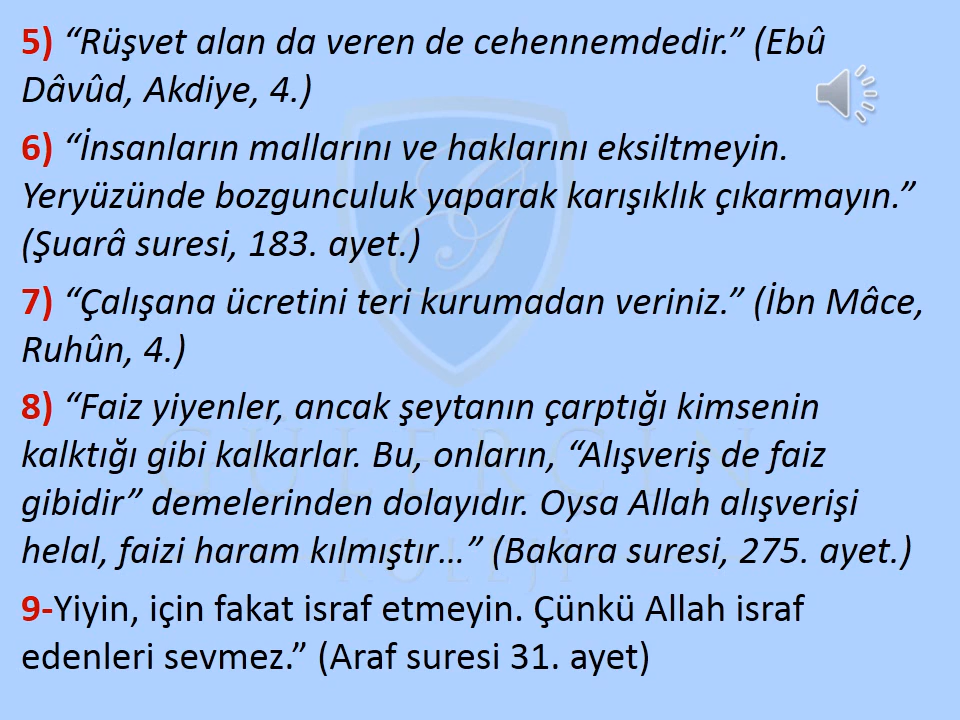 5) “Rüşvet alan da veren de cehennemdedir.” (Ebû
Dâvûd, Akdiye, 4.)
6) “İnsanların mallarını ve haklarını eksiltmeyin.
Yeryüzünde bozgunculuk yaparak karışıklık çıkarmayın.”
(Şuarâ suresi, 183. ayet.)
7) “Çalışana ücretini teri kurumadan veriniz.” (İbn Mâce,
Ruhûn, 4.)
8) “Faiz yiyenler, ancak şeytanın çarptığı kimsenin
kalktığı gibi kalkarlar. Bu, onların, “Alışveriş de faiz
gibidir” demelerinden dolayıdır. Oysa Allah alışverişi
helal, faizi haram kılmıştır…” (Bakara suresi, 275. ayet.)
9-Yiyin, için fakat israf etmeyin. Çünkü Allah israf
edenleri sevmez.” (Araf suresi 31. ayet)